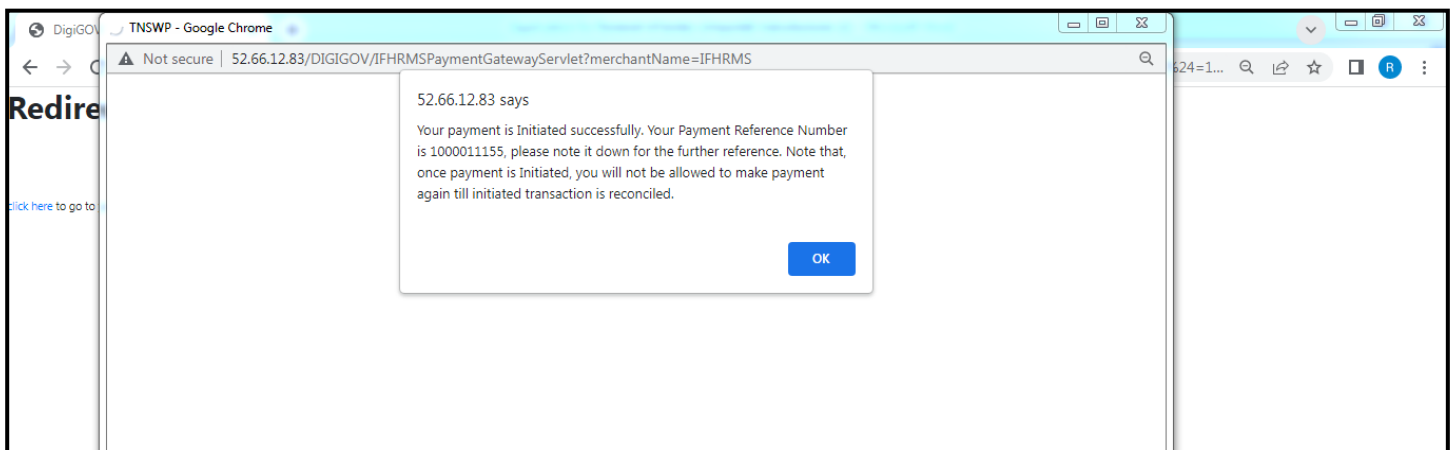 DigiGOV
TNSWP - Google Chrome
Not secure | 52.66.12.83/DIGIGOV/IFHRMSPaymentGatewayServlet?merchantName=IFHRMS
624=1...
R
Redire
52.66.12.83 says
Your payment is Initiated successfully. Your Payment Reference Number
is 1000011155, please note it down for the further reference. Note that,
once payment is Initiated, you will not be allowed to make payment
again till initiated transaction is reconciled.
click here to go to
OK